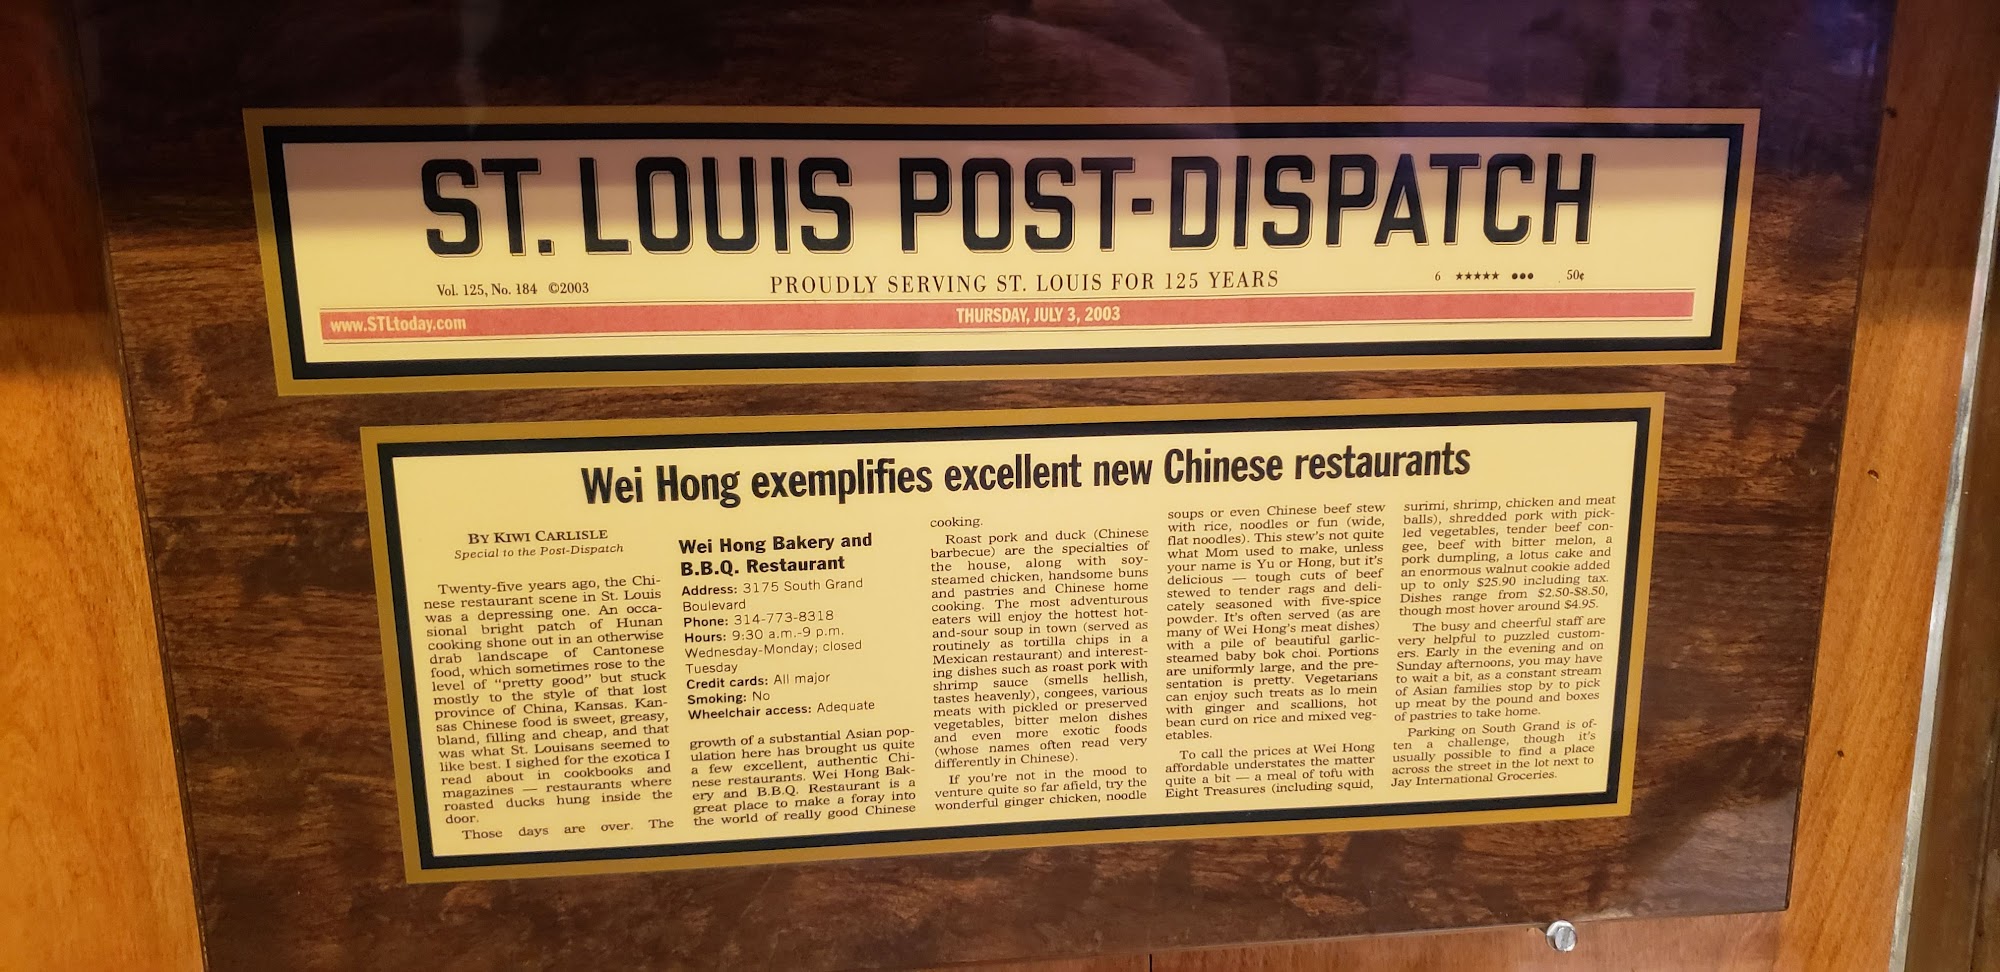 ST. LOUIS POST-DISPATCH
Vol. 125, No. 184 ©2003
PROUDLY SERVING ST. LOUIS FOR 125 YEARS
6 ★★★★★ ●●● 50¢
www.STLtoday.com
THURSDAY, JULY 3, 2003
Wei Hong exemplifies excellent new Chinese restaurants
BY KIWI CARLISLE
Special to the Post-Dispatch
Twenty-five years ago, the Chi-
nese restaurant scene in St. Louis
was a depressing one. An occa-
sional bright patch of Hunan
cooking shone out in an otherwise
drab landscape of Cantonese
food, which sometimes rose to the
level of "pretty good" but stuck
mostly to the style of that lost
province of China, Kansas. Kan-
sas Chinese food is sweet, greasy,
bland, filling and cheap, and that
was what St. Louisans seemed to
like best. I sighed for the exotica I
read about in cookbooks and
magazines — restaurants where
roasted ducks hung inside the
door.
Those days are over. The
Wei Hong Bakery and
B.B.Q. Restaurant
Address: 3175 South Grand
Boulevard
Phone: 314-773-8318
Hours: 9:30 a.m.-9 p.m.
Wednesday-Monday; closed
Tuesday
Credit cards: All major
Smoking: No
Wheelchair access: Adequate
growth of a substantial Asian pop-
ulation here has brought us quite
a few excellent, authentic Chi-
nese restaurants. Wei Hong Bak-
ery and B.B.Q. Restaurant is a
great place to make a foray into
the world of really good Chinese
cooking.
Roast pork and duck (Chinese
barbecue) are the specialties of
the house, along with soy-
steamed chicken, handsome buns
and pastries and Chinese home
cooking. The most adventurous
eaters will enjoy the hottest hot-
and-sour soup in town (served as
routinely as tortilla chips in a
Mexican restaurant) and interest-
ing dishes such as roast pork with
shrimp sauce (smells hellish,
tastes heavenly), congees, various
meats with pickled or preserved
vegetables, bitter melon dishes
and even more exotic foods
(whose names often read very
differently in Chinese).
If you're not in the mood to
venture quite so far afield, try the
wonderful ginger chicken, noodle
soups or even Chinese beef stew
with rice, noodles or fun (wide,
flat noodles). This stew's not quite
what Mom used to make, unless
your name is Yu or Hong, but it's
delicious — tough cuts of beef
stewed to tender rags and deli-
cately seasoned with five-spice
powder. It's often served (as are
many of Wei Hong's meat dishes)
with a pile of beautiful garlic-
steamed baby bok choi. Portions
are uniformly large, and the pre-
sentation is pretty. Vegetarians
can enjoy such treats as lo mein
with ginger and scallions, hot
bean curd on rice and mixed veg-
etables.
To call the prices at Wei Hong
affordable understates the matter
quite a bit — a meal of tofu with
Eight Treasures (including squid,
surimi, shrimp, chicken and meat
balls), shredded pork with pick-
led vegetables, tender beef con-
gee, beef with bitter melon, a
pork dumpling, a lotus cake and
an enormous walnut cookie added
up to only $25.90 including tax.
Dishes range from $2.50-$8.50,
though most hover around $4.95.
The busy and cheerful staff are
very helpful to puzzled custom-
ers. Early in the evening and on
Sunday afternoons, you may have
to wait a bit, as a constant stream
of Asian families stop by to pick
up meat by the pound and boxes
of pastries to take home.
Parking on South Grand is of-
ten a challenge, though it's
usually possible to find a place
across the street in the lot next to
Jay International Groceries.